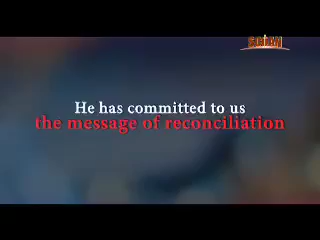 He has committed to us
the message of reconciliation